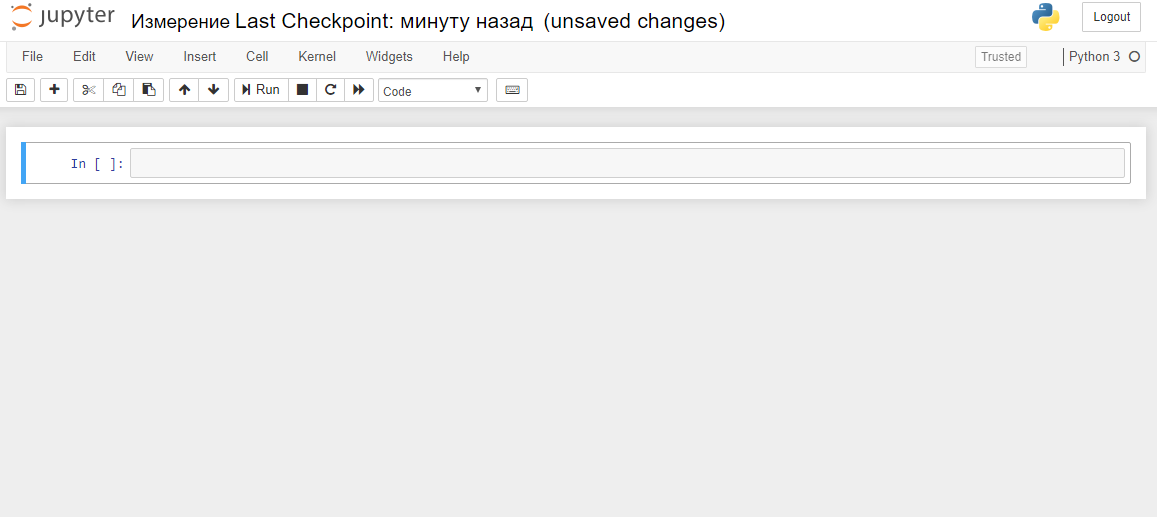 jupyter Измерение Last Checkpoint: минуту назад (unsaved changes) Logout
File Edit View Insert Cell Kernel Widgets Help Trusted Python 3
Run Code
In [ ]: